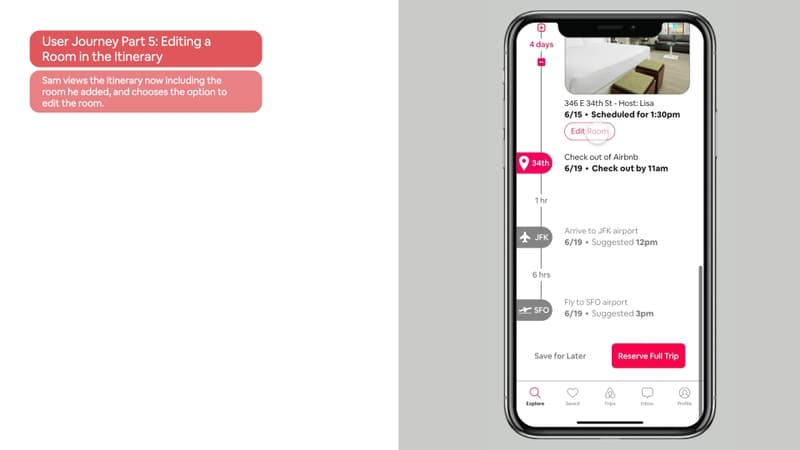 User Journey Part 5: Editing a
Room in the Itinerary
Sam views the Itinerary now including the
room he added, and chooses the option to
edit the room.
4 days
346 E 34th St - Host: Lisa
6/15 • Scheduled for 1:30pm
Edit Room
34th
Check out of Airbnb
6/19 • Check out by 11am
1 hr
JFK
Arrive to JFK airport
6/19 • Suggested 12pm
6 hrs
SFO
Fly to SFO airport
6/19 • Suggested 3pm
Save for Later
Reserve Full Trip
Explore
Saved
Trips
Inbox
Profile